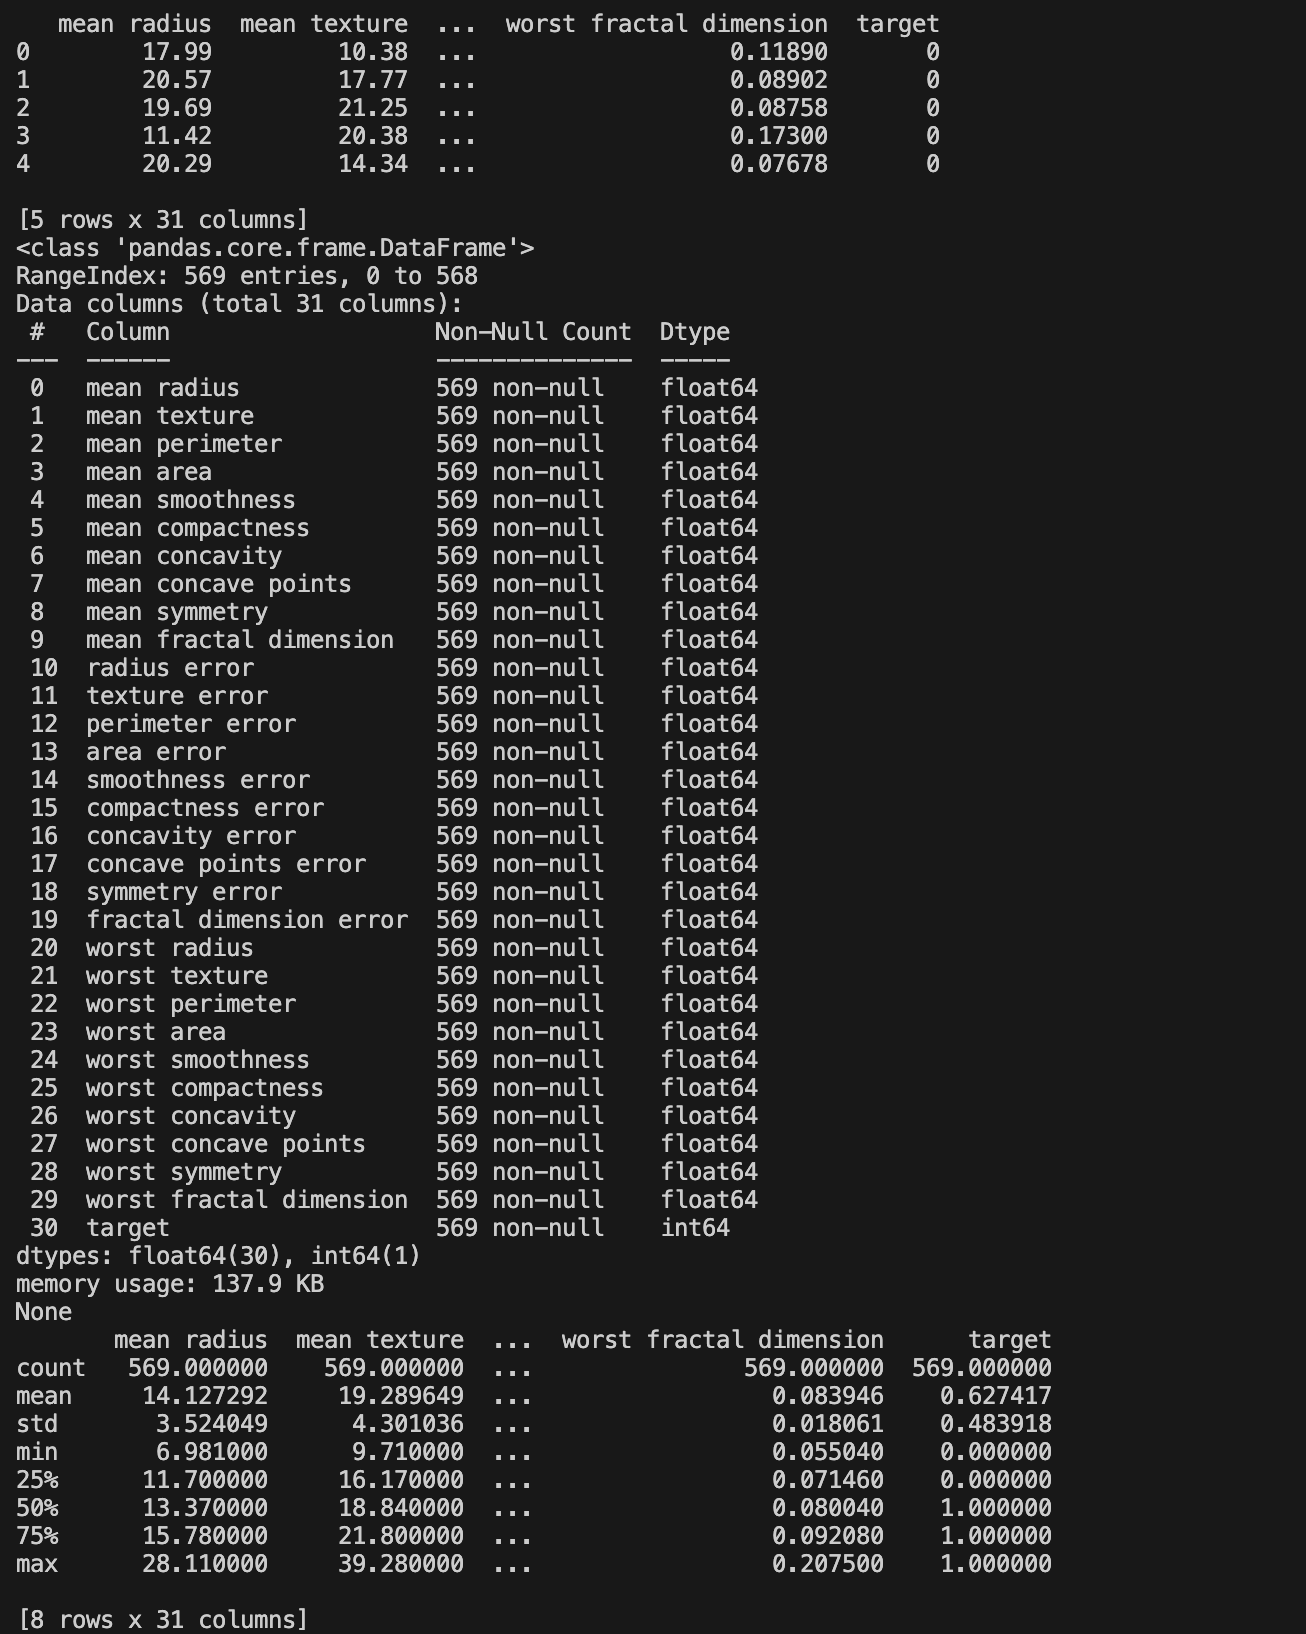 mean radius  mean texture  ...  worst fractal dimension  target
0        17.99         10.38  ...                  0.11890       0
1        20.57         17.77  ...                  0.08902       0
2        19.69         21.25  ...                  0.08758       0
3        11.42         20.38  ...                  0.17300       0
4        20.29         14.34  ...                  0.07678       0

[5 rows x 31 columns]
<class 'pandas.core.frame.DataFrame'>
RangeIndex: 569 entries, 0 to 568
Data columns (total 31 columns):
 #   Column                   Non-Null Count  Dtype
---  ------                   --------------  -----
 0   mean radius              569 non-null    float64
 1   mean texture             569 non-null    float64
 2   mean perimeter           569 non-null    float64
 3   mean area                569 non-null    float64
 4   mean smoothness          569 non-null    float64
 5   mean compactness         569 non-null    float64
 6   mean concavity           569 non-null    float64
 7   mean concave points      569 non-null    float64
 8   mean symmetry            569 non-null    float64
 9   mean fractal dimension   569 non-null    float64
 10  radius error             569 non-null    float64
 11  texture error            569 non-null    float64
 12  perimeter error          569 non-null    float64
 13  area error               569 non-null    float64
 14  smoothness error         569 non-null    float64
 15  compactness error        569 non-null    float64
 16  concavity error          569 non-null    float64
 17  concave points error     569 non-null    float64
 18  symmetry error           569 non-null    float64
 19  fractal dimension error  569 non-null    float64
 20  worst radius             569 non-null    float64
 21  worst texture            569 non-null    float64
 22  worst perimeter          569 non-null    float64
 23  worst area               569 non-null    float64
 24  worst smoothness         569 non-null    float64
 25  worst compactness        569 non-null    float64
 26  worst concavity          569 non-null    float64
 27  worst concave points     569 non-null    float64
 28  worst symmetry           569 non-null    float64
 29  worst fractal dimension  569 non-null    float64
 30  target                   569 non-null    int64
dtypes: float64(30), int64(1)
memory usage: 137.9 KB
None
       mean radius  mean texture  ...  worst fractal dimension      target
count   569.000000    569.000000  ...               569.000000  569.000000
mean     14.127292     19.289649  ...                 0.083946    0.627417
std       3.524049      4.301036  ...                 0.018061    0.483918
min       6.981000      9.710000  ...                 0.055040    0.000000
25%      11.700000     16.170000  ...                 0.071460    0.000000
50%      13.370000     18.840000  ...                 0.080040    1.000000
75%      15.780000     21.800000  ...                 0.092080    1.000000
max      28.110000     39.280000  ...                 0.207500    1.000000

[8 rows x 31 columns]